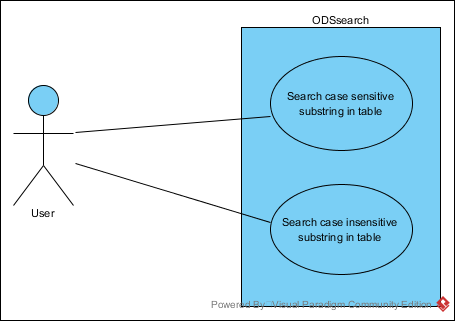 ODSsearch
Search case sensitive
substring in table
User
Search case insensitive
substring in table
Powered By: Visual Paradigm Community Edition